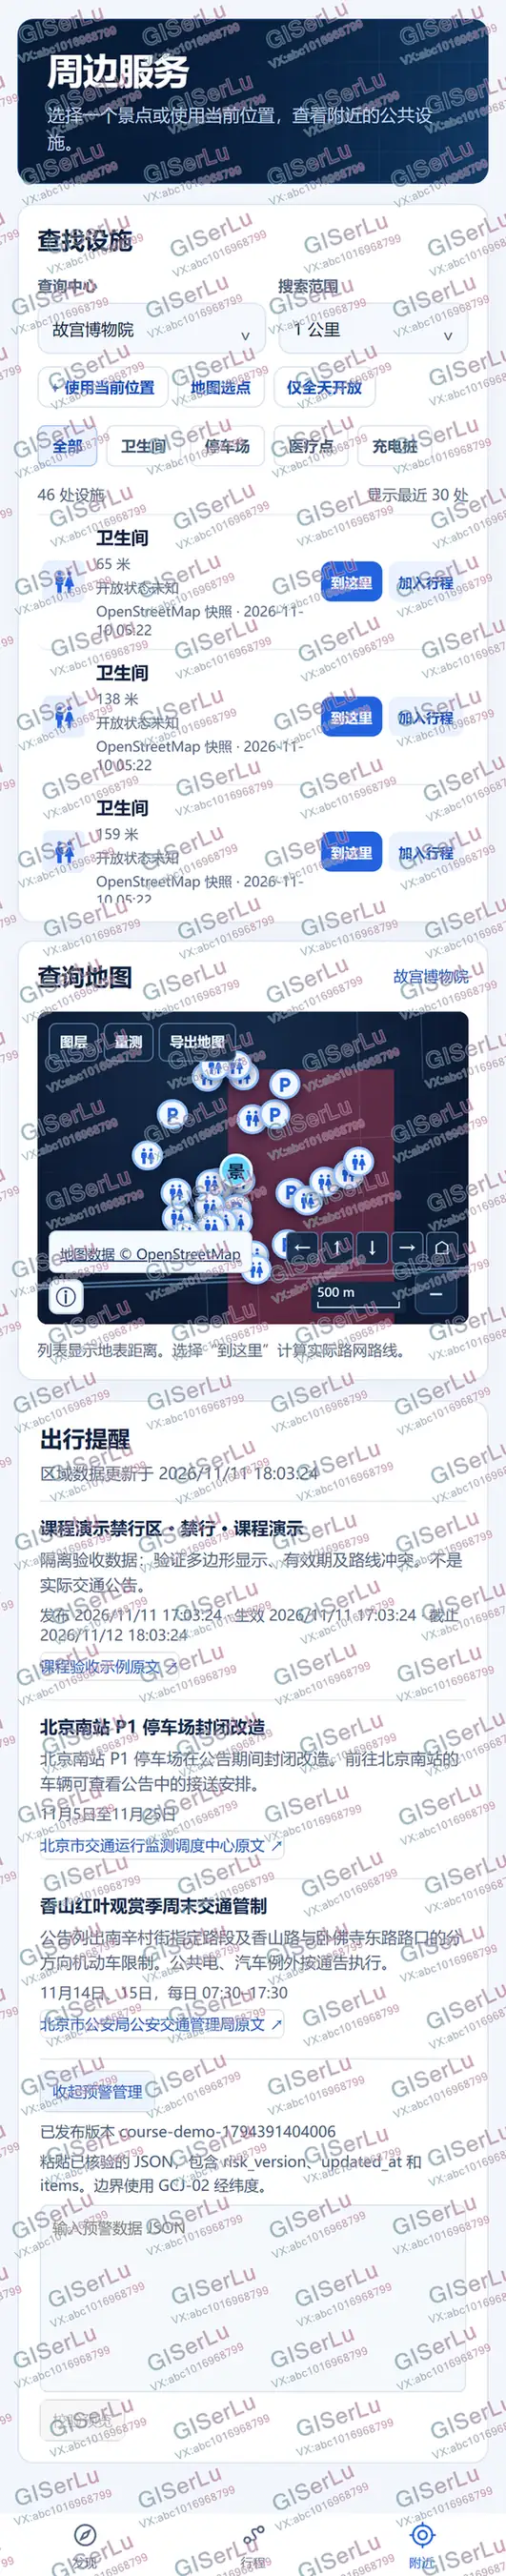 周边服务
选择一个景点或使用当前位置，查看附近的公共设
施。
查找设施
查询中心
搜索范围
故宫博物院
1 公里
使用当前位置
地图选点
仅全天开放
全部
卫生间
停车场
医疗点
充电桩
46 处设施
显示最近 30 处
卫生间
65 米
开放状态未知
OpenStreetMap 快照 · 2026-11-
10 05:22
到这里
加入行程
卫生间
138 米
开放状态未知
OpenStreetMap 快照 · 2026-11-
10 05:22
到这里
加入行程
卫生间
159 米
开放状态未知
OpenStreetMap 快照 · 2026-11-
10 05:22
到这里
加入行程
查询地图
故宫博物院
图层
量测
导出地图
景
地图数据 © OpenStreetMap
500 m
列表显示地表距离。选择“到这里”计算实际路网路线。
出行提醒
区域数据更新于 2026/11/11 18:03:24
课程演示禁行区 · 禁行 · 课程演示
隔离验收数据：验证多边形显示、有效期及路线冲突。不是
实际交通公告。
发布 2026/11/11 17:03:24 · 生效 2026/11/11 17:03:24 · 截止
2026/11/12 18:03:24
课程验收示例原文 ↗
北京南站 P1 停车场封闭改造
北京南站 P1 停车场在公告期间封闭改造。前往北京南站的
车辆可查看公告中的接送安排。
11月5日至11月25日
北京市交通运行监测调度中心原文 ↗
香山红叶观赏季周末交通管制
公告列出南辛村街指定路段及香山路与卧佛寺东路路口的分
方向机动车限制。公共电、汽车例外按通告执行。
11月14日、15日，每日 07:30–17:30
北京市公安局公安交通管理局原文 ↗
收起预警管理
已发布版本 course-demo-1794391404006
粘贴已核验的 JSON，包含 risk_version、updated_at 和
items。边界使用 GCJ-02 经纬度。
输入预警数据 JSON
发现
行程
附近
GISerLu
VX:abc1016968799